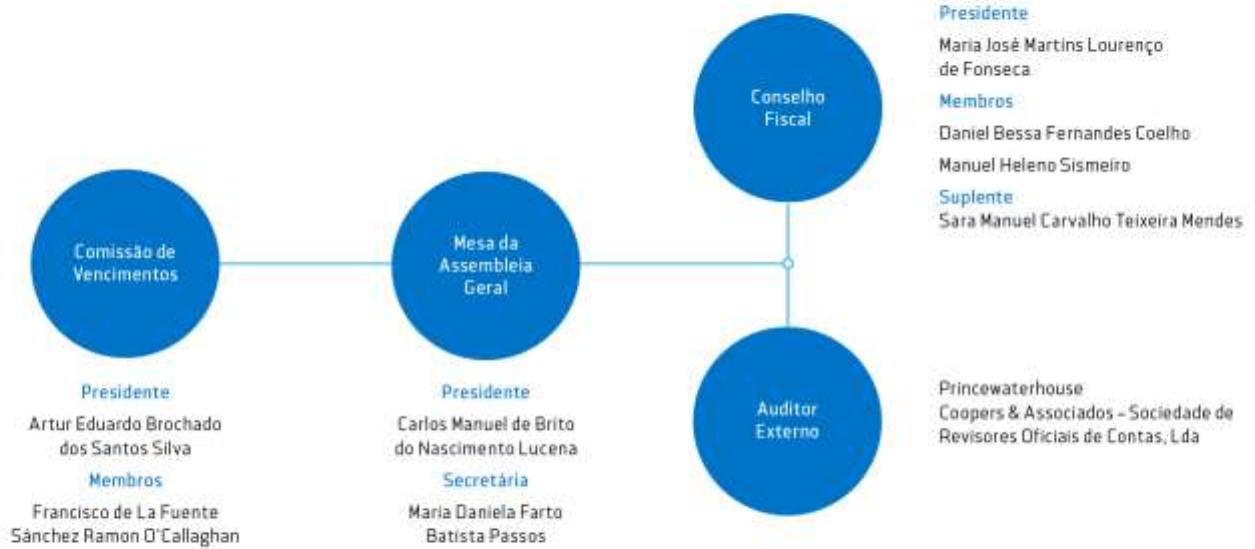 Comissão de
Vencimentos
Presidente
Artur Eduardo Brochado
dos Santos Silva
Membros
Francisco de La Fuente
Sánchez Ramon O'Callaghan
Mesa da
Assembleia
Geral
Presidente
Carlos Manuel de Brito
do Nascimento Lucena
Secretária
Maria Daniela Farto
Batista Passos
Conselho
Fiscal
Presidente
Maria José Martins Lourenço
de Fonseca
Membros
Daniel Bessa Fernandes Coelho
Manuel Heleno Sismeiro
Suplente
Sara Manuel Carvalho Teixeira Mendes
Auditor
Externo
Princewaterhouse
Coopers & Associados – Sociedade de
Revisores Oficiais de Contas, Lda